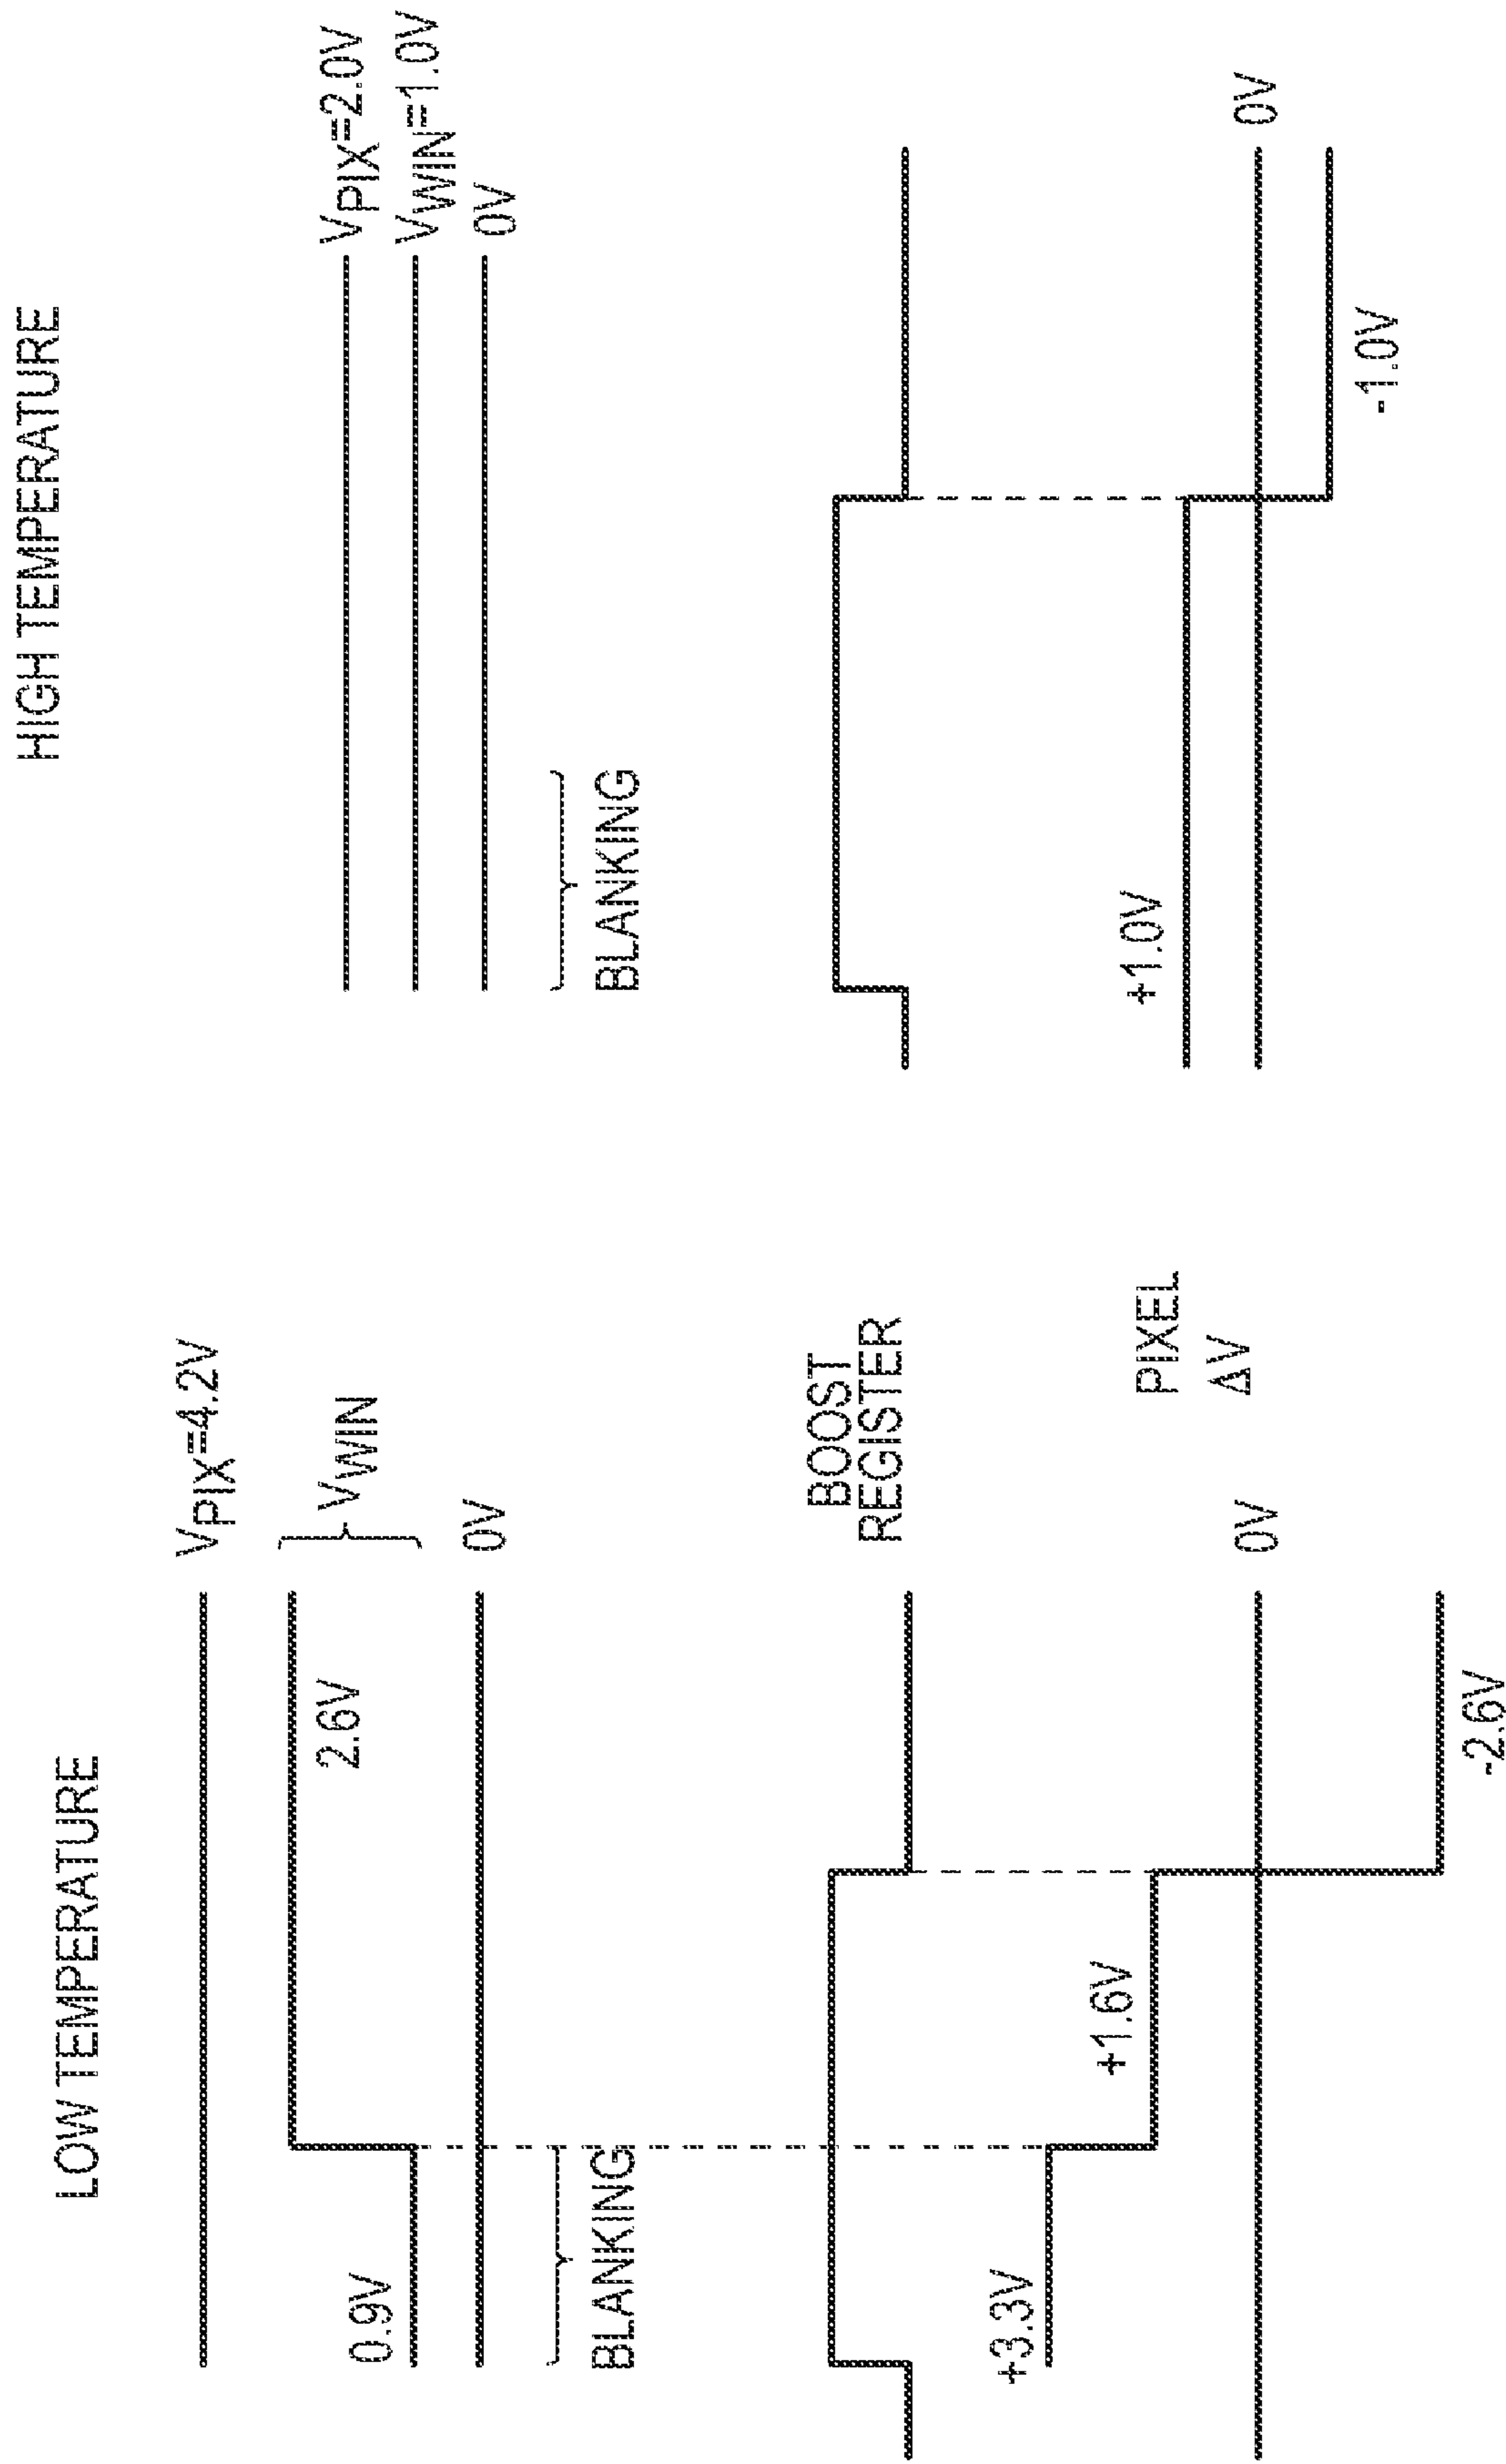 LOW TEMPERATURE
VPIX=4.2V
0.9V
2.6V
VWIN
0V
BLANKING
BOOST
REGISTER
+3.3V
+1.6V
PIXEL
ΔV
0V
-2.6V
HIGH TEMPERATURE
VPIX=2.0V
VWIN=1.0V
0V
BLANKING
+1.0V
0V
-1.0V